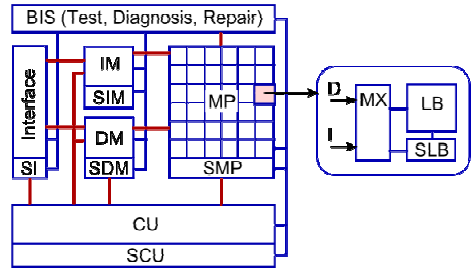 BIS (Test, Diagnosis, Repair)
Interface
SI
IM
SIM
DM
SDM
MP
SMP
CU
SCU
D
I
MX
LB
SLB